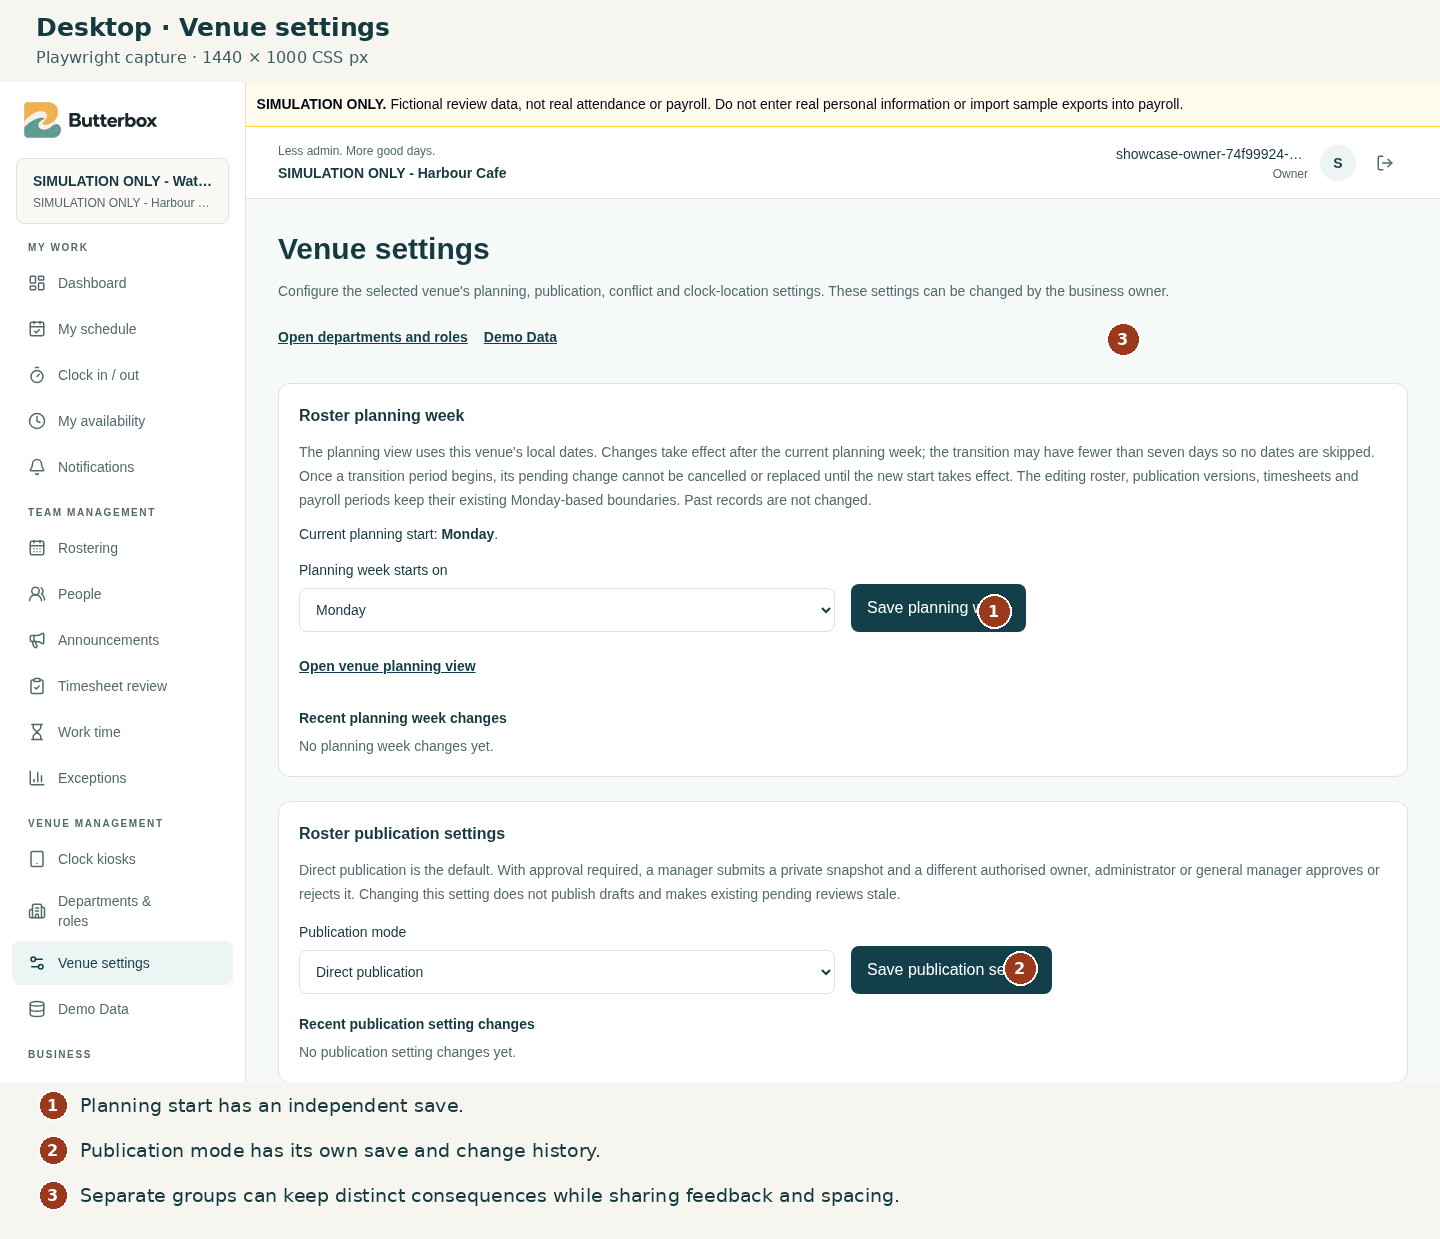 Desktop · Venue settings
Playwright capture · 1440 × 1000 CSS px
Butterbox
SIMULATION ONLY - Wat...
SIMULATION ONLY - Harbour ...
MY WORK
Dashboard
My schedule
Clock in / out
My availability
Notifications
TEAM MANAGEMENT
Rostering
People
Announcements
Timesheet review
Work time
Exceptions
VENUE MANAGEMENT
Clock kiosks
Departments &
roles
Venue settings
Demo Data
BUSINESS
SIMULATION ONLY. Fictional review data, not real attendance or payroll. Do not enter real personal information or import sample exports into payroll.
Less admin. More good days.
SIMULATION ONLY - Harbour Cafe
showcase-owner-74f99924-...
Owner
S
Venue settings
Configure the selected venue's planning, publication, conflict and clock-location settings. These settings can be changed by the business owner.
Open departments and roles Demo Data
3
Roster planning week
The planning view uses this venue's local dates. Changes take effect after the current planning week; the transition may have fewer than seven days so no dates are skipped.
Once a transition period begins, its pending change cannot be cancelled or replaced until the new start takes effect. The editing roster, publication versions, timesheets and
payroll periods keep their existing Monday-based boundaries. Past records are not changed.
Current planning start: Monday.
Planning week starts on
Monday
Save planning
1
Open venue planning view
Recent planning week changes
No planning week changes yet.
Roster publication settings
Direct publication is the default. With approval required, a manager submits a private snapshot and a different authorised owner, administrator or general manager approves or
rejects it. Changing this setting does not publish drafts and makes existing pending reviews stale.
Publication mode
Direct publication
Save publication
2
Recent publication setting changes
No publication setting changes yet.
1 Planning start has an independent save.
2 Publication mode has its own save and change history.
3 Separate groups can keep distinct consequences while sharing feedback and spacing.